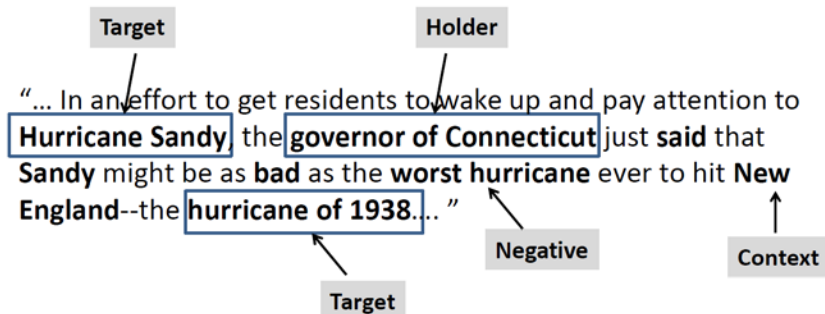 Target Holder
“... In an effort to get residents to wake up and pay attention to
Hurricane Sandy, the governor of Connecticut just said that
Sandy might be as bad as the worst hurricane ever to hit New
England--the hurricane of 1938.... ”
Negative
Context
Target